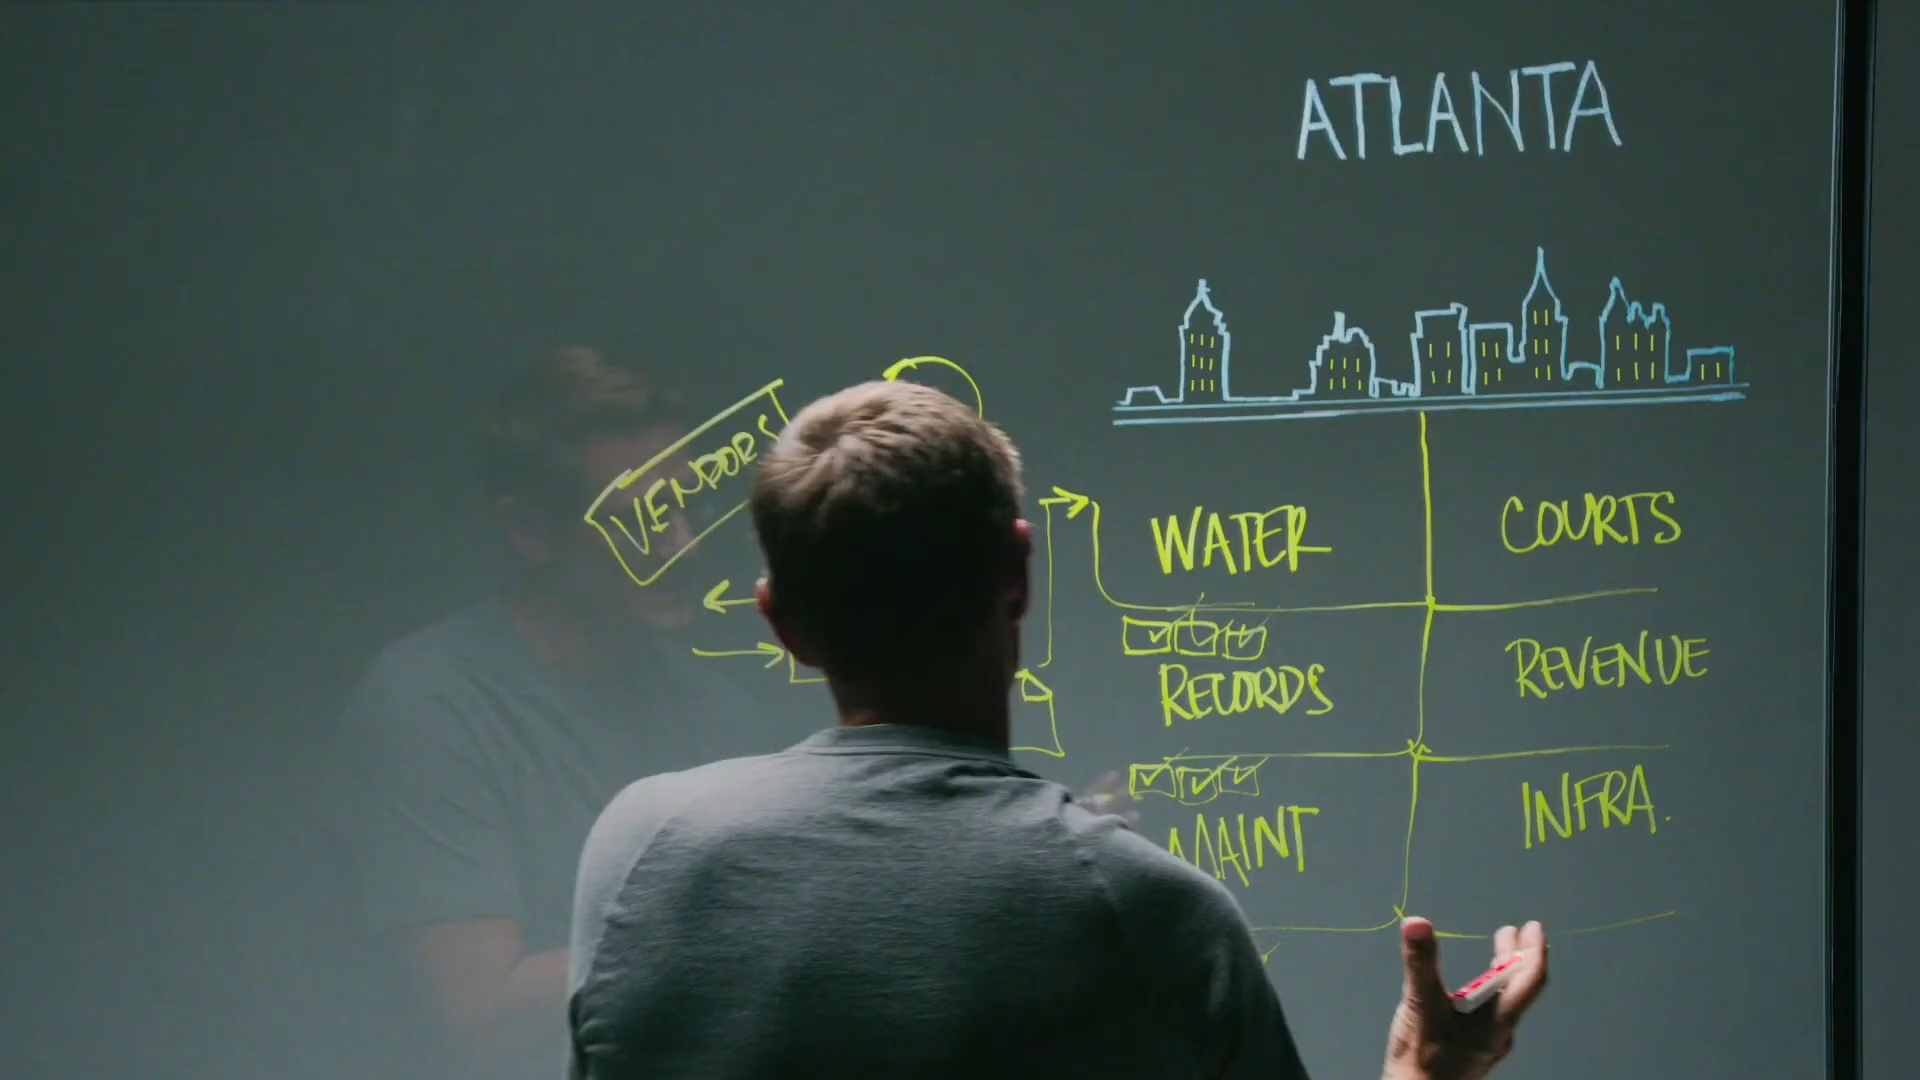 ATLANTA
VENDORS
WATER
COURTS
RECORDS
REVENUE
MAINT
INFRA.